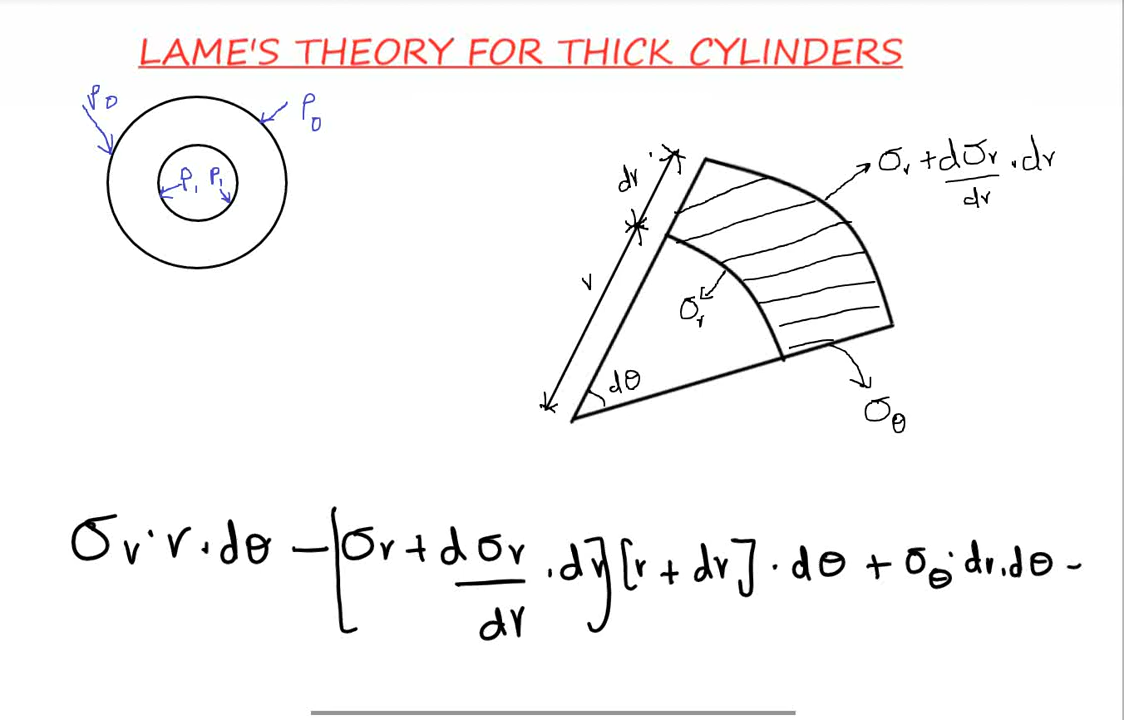 LAME'S THEORY FOR THICK CYLINDERS
P0
P0
P1 P1
dr
r
σr + dσr/dr . dr
σr
dθ
σθ
σr . r . dθ – [σr + dσr/dr . dr] [r + dr] . dθ + σθ . dr . dθ -